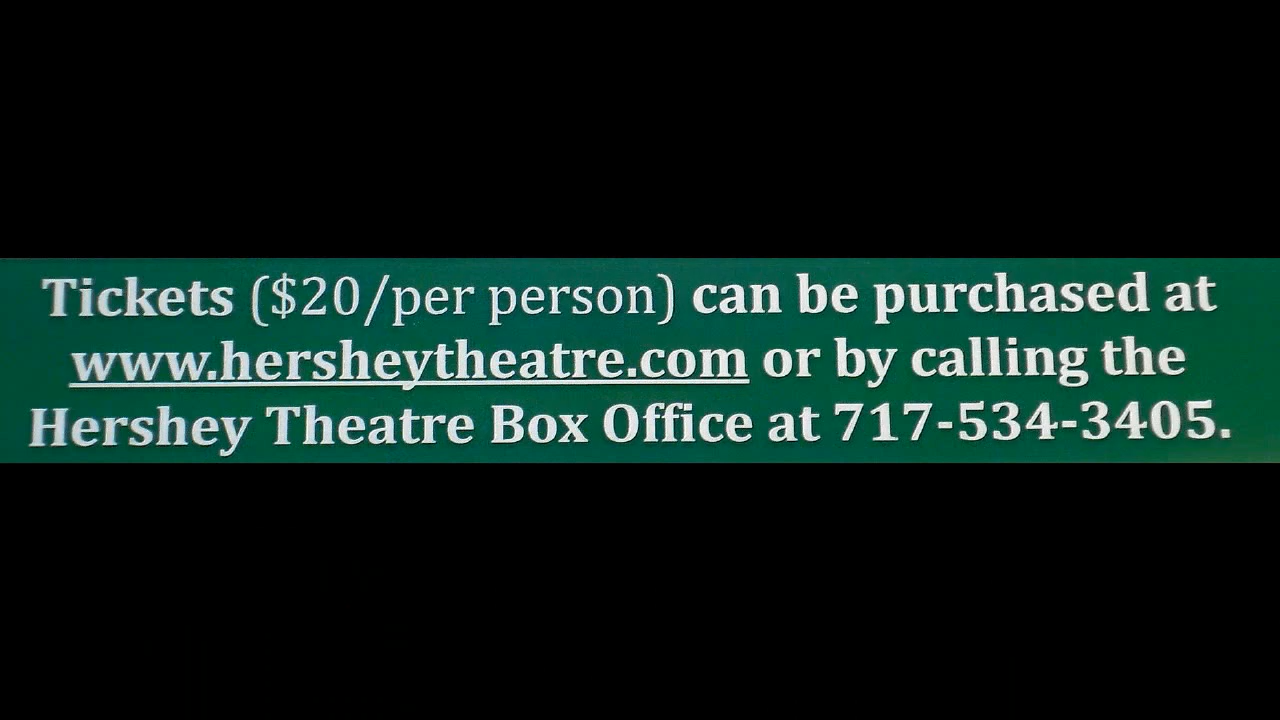 Tickets ($20/per person) can be purchased at
www.hersheytheatre.com or by calling the
Hershey Theatre Box Office at 717-534-3405.